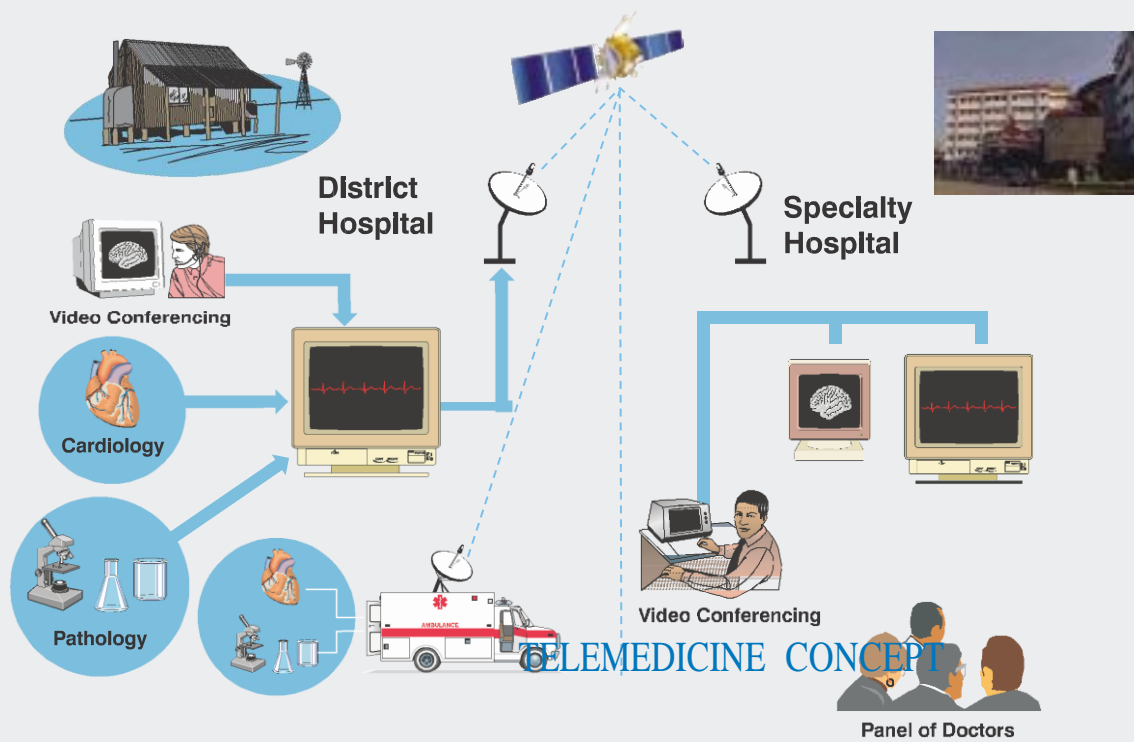 District
Hospital
Specialty
Hospital
Video Conferencing
Cardiology
Pathology
AMBULANCE
Video Conferencing
TELEMEDICINE CONCEPT
Panel of Doctors